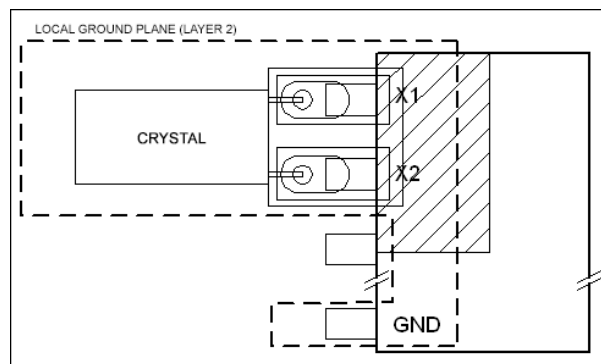 LOCAL GROUND PLANE (LAYER 2)
X1
CRYSTAL
X2
GND